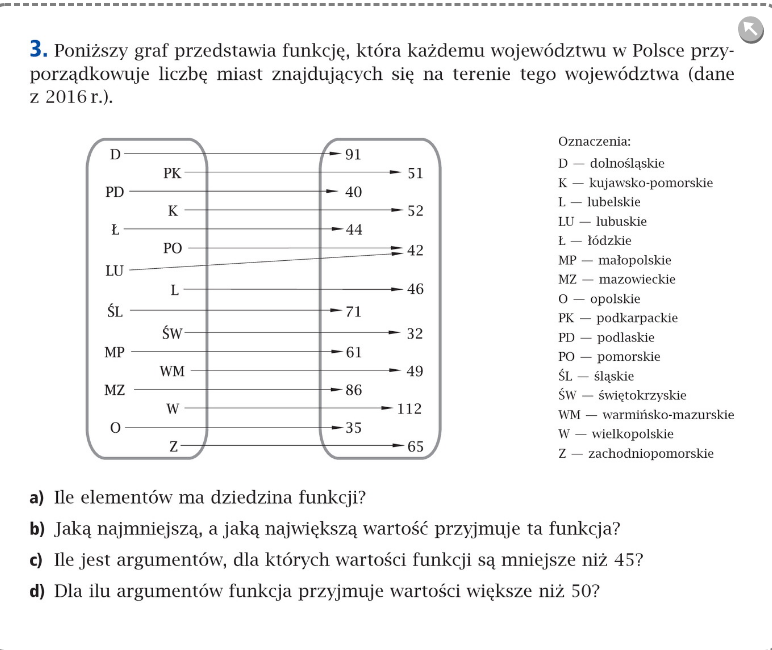 3. Poniższy graf przedstawia funkcję, która każdemu województwu w Polsce przy-
porządkowuje liczbę miast znajdujących się na terenie tego województwa (dane
z 2016 r.).
D 91
PK 51
PD 40
K 52
Ł 44
PO 42
LU
L 46
ŚL 71
ŚW 32
MP 61
WM 49
MZ 86
W 112
O 35
Z 65
Oznaczenia:
D — dolnośląskie
K — kujawsko-pomorskie
L — lubelskie
LU — lubuskie
Ł — łódzkie
MP — małopolskie
MZ — mazowieckie
O — opolskie
PK — podkarpackie
PD — podlaskie
PO — pomorskie
ŚL — śląskie
ŚW — świętokrzyskie
WM — warmińsko-mazurskie
W — wielkopolskie
Z — zachodniopomorskie
a) Ile elementów ma dziedzina funkcji?
b) Jaką najmniejszą, a jaką największą wartość przyjmuje ta funkcja?
c) Ile jest argumentów, dla których wartości funkcji są mniejsze niż 45?
d) Dla ilu argumentów funkcja przyjmuje wartości większe niż 50?